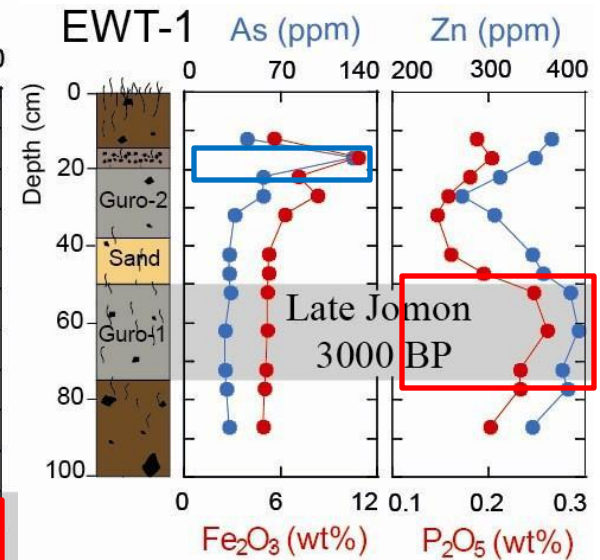 EWT-1
As (ppm)
Zn (ppm)
0
0 70 140
200 300 400
Depth (cm)
0
20
40
60
80
100
Guro-2
Sand
Guro-1
Late Jomon
3000 BP
0 6 12
0.1 0.2 0.3
Fe₂O₃ (wt%)
P₂O₅ (wt%)